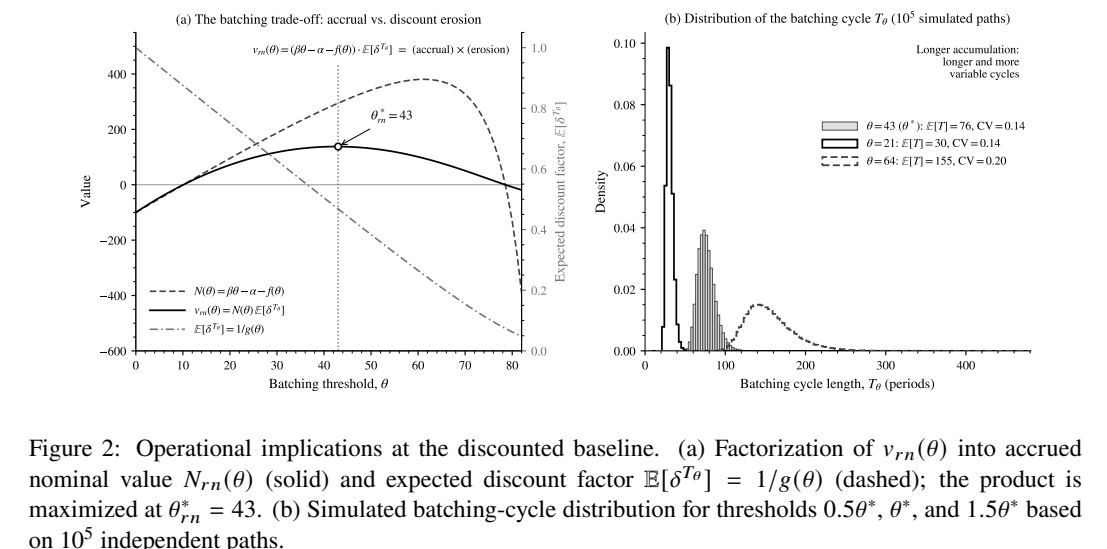 (a) The batching trade-off: accrual vs. discount erosion
v_rn(θ)=(βθ−α−f(θ))·𝔼[δ^{T_θ}] = (accrual)×(erosion)
θ*_rn=43
Value
400
200
0
−200
−400
−600
1.0
0.8
0.6
0.4
0.2
0.0
Expected discount factor, 𝔼[δ^{T_θ}]
N(θ)=βθ−α−f(θ)
v_rn(θ)=N(θ)𝔼[δ^{T_θ}]
𝔼[δ^{T_θ}]=1/g(θ)
0 10 20 30 40 50 60 70 80
Batching threshold, θ
(b) Distribution of the batching cycle T_θ (10^5 simulated paths)
Longer accumulation:
longer and more
variable cycles
θ=43 (θ*): 𝔼[T]=76, CV=0.14
θ=21: 𝔼[T]=30, CV=0.14
θ=64: 𝔼[T]=155, CV=0.20
Density
0.10
0.08
0.06
0.04
0.02
0.00
0 100 200 300 400
Batching cycle length, T_θ (periods)
Figure 2: Operational implications at the discounted baseline. (a) Factorization of v_rn(θ) into accrued
nominal value N_rn(θ) (solid) and expected discount factor 𝔼[δ^{T_θ}] = 1/g(θ) (dashed); the product is
maximized at θ*_rn = 43. (b) Simulated batching-cycle distribution for thresholds 0.5θ*, θ*, and 1.5θ* based
on 10^5 independent paths.